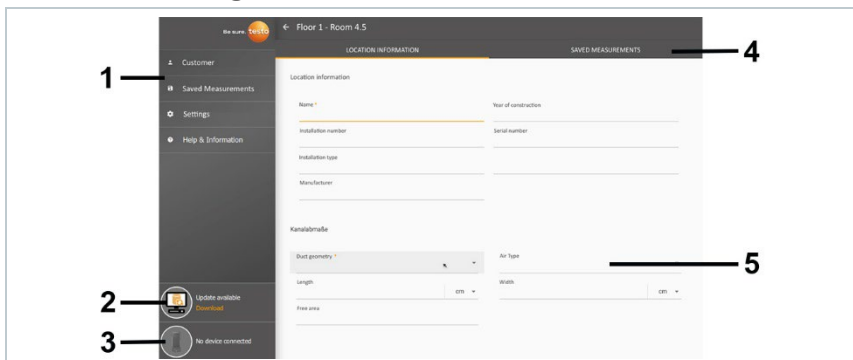 Be sure. testo
← Floor 1 - Room 4.5
LOCATION INFORMATION
SAVED MEASUREMENTS
4
1
Customer
Saved Measurements
Settings
Help & Information
Location information
Name *
Year of construction
Installation number
Serial number
Installation type
Manufacturer
Kanalabmaße
Duct geometry *
Air Type
5
Length
cm
Width
cm
Free area
2
Update available
Download
3
No device connected